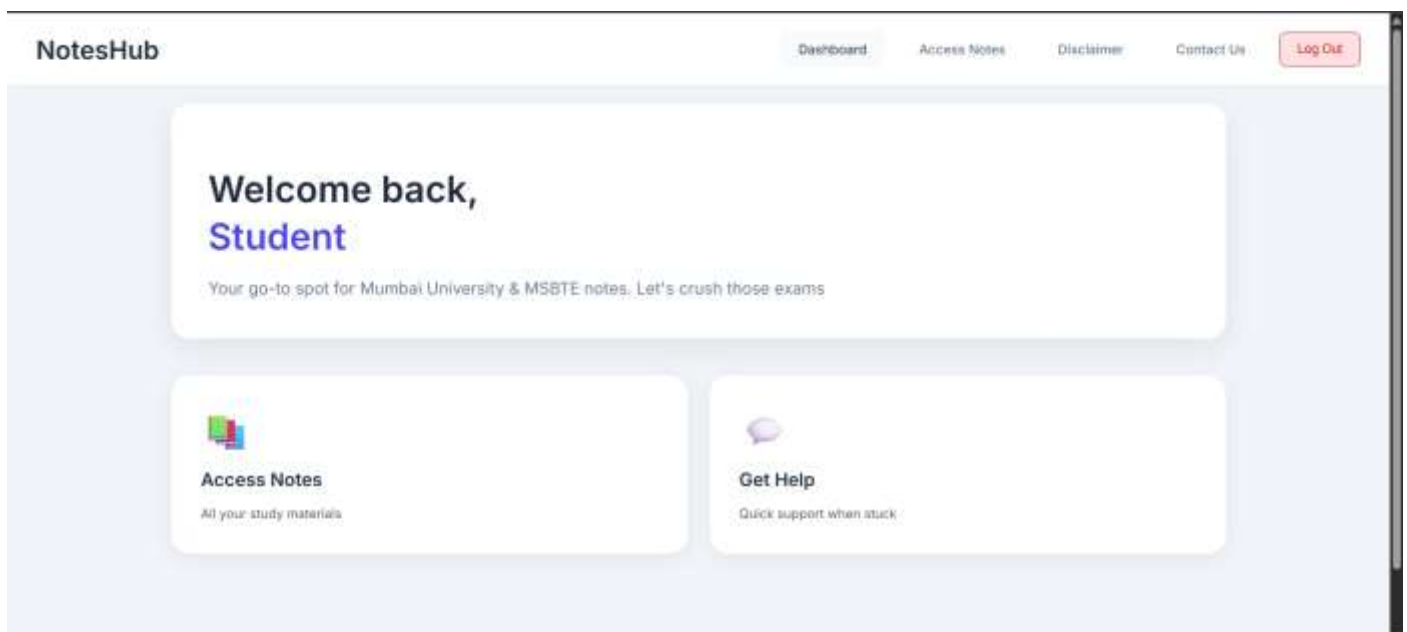 NotesHub
Dashboard Access Notes Disclaimer Contact Us Log Out
Welcome back,
Student
Your go-to spot for Mumbai University & MSBTE notes. Let's crush those exams
Access Notes
All your study materials
Get Help
Quick support when stuck